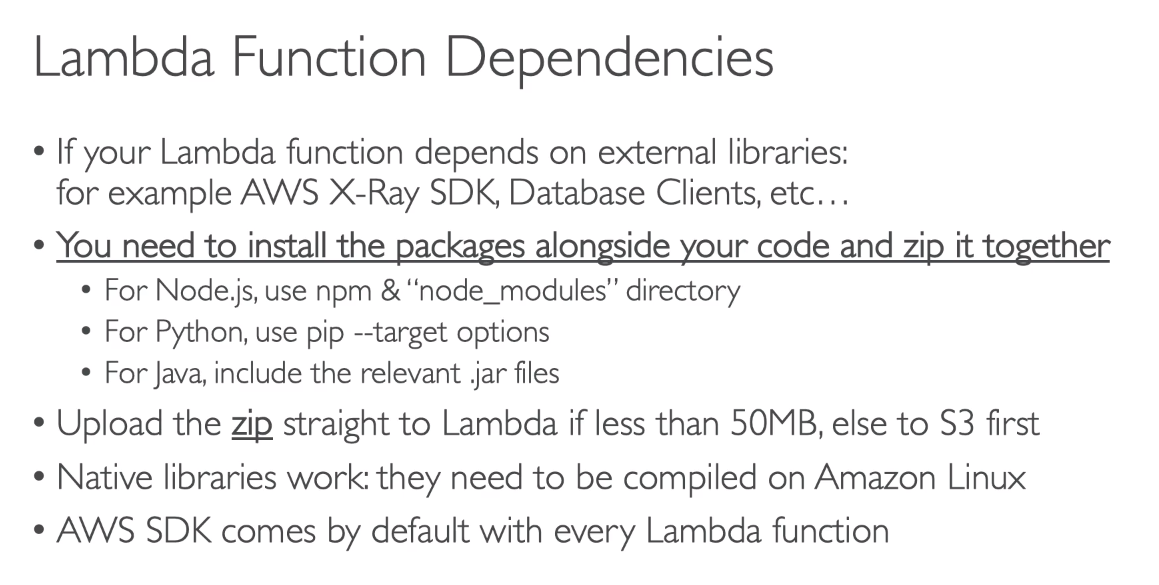 Lambda Function Dependencies
• If your Lambda function depends on external libraries:
for example AWS X-Ray SDK, Database Clients, etc…
• You need to install the packages alongside your code and zip it together
• For Node.js, use npm & “node_modules” directory
• For Python, use pip --target options
• For Java, include the relevant .jar files
• Upload the zip straight to Lambda if less than 50MB, else to S3 first
• Native libraries work: they need to be compiled on Amazon Linux
• AWS SDK comes by default with every Lambda function